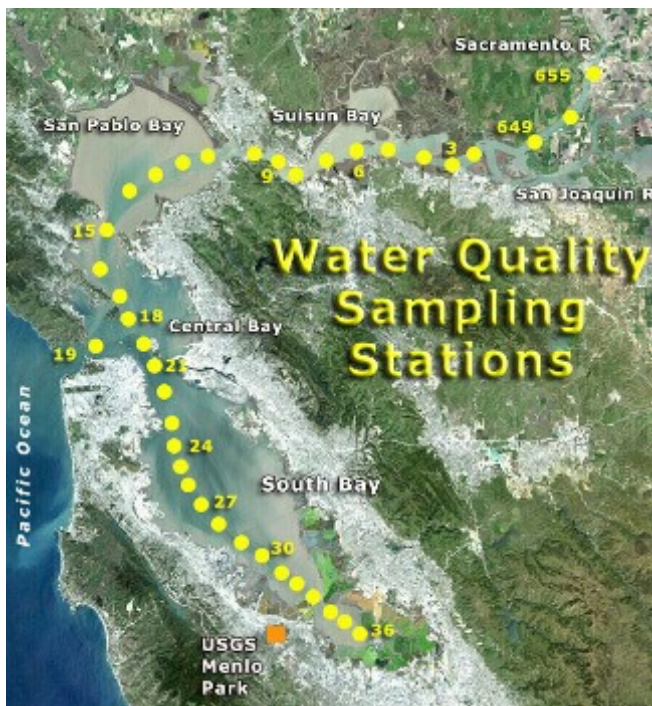 Sacramento R
655
Suisun Bay
San Pablo Bay
649
3
9
6
San Joaquin R
15
Water Quality
Sampling
Stations
18
Central Bay
19
21
Pacific Ocean
24
South Bay
27
30
36
USGS
Menlo
Park